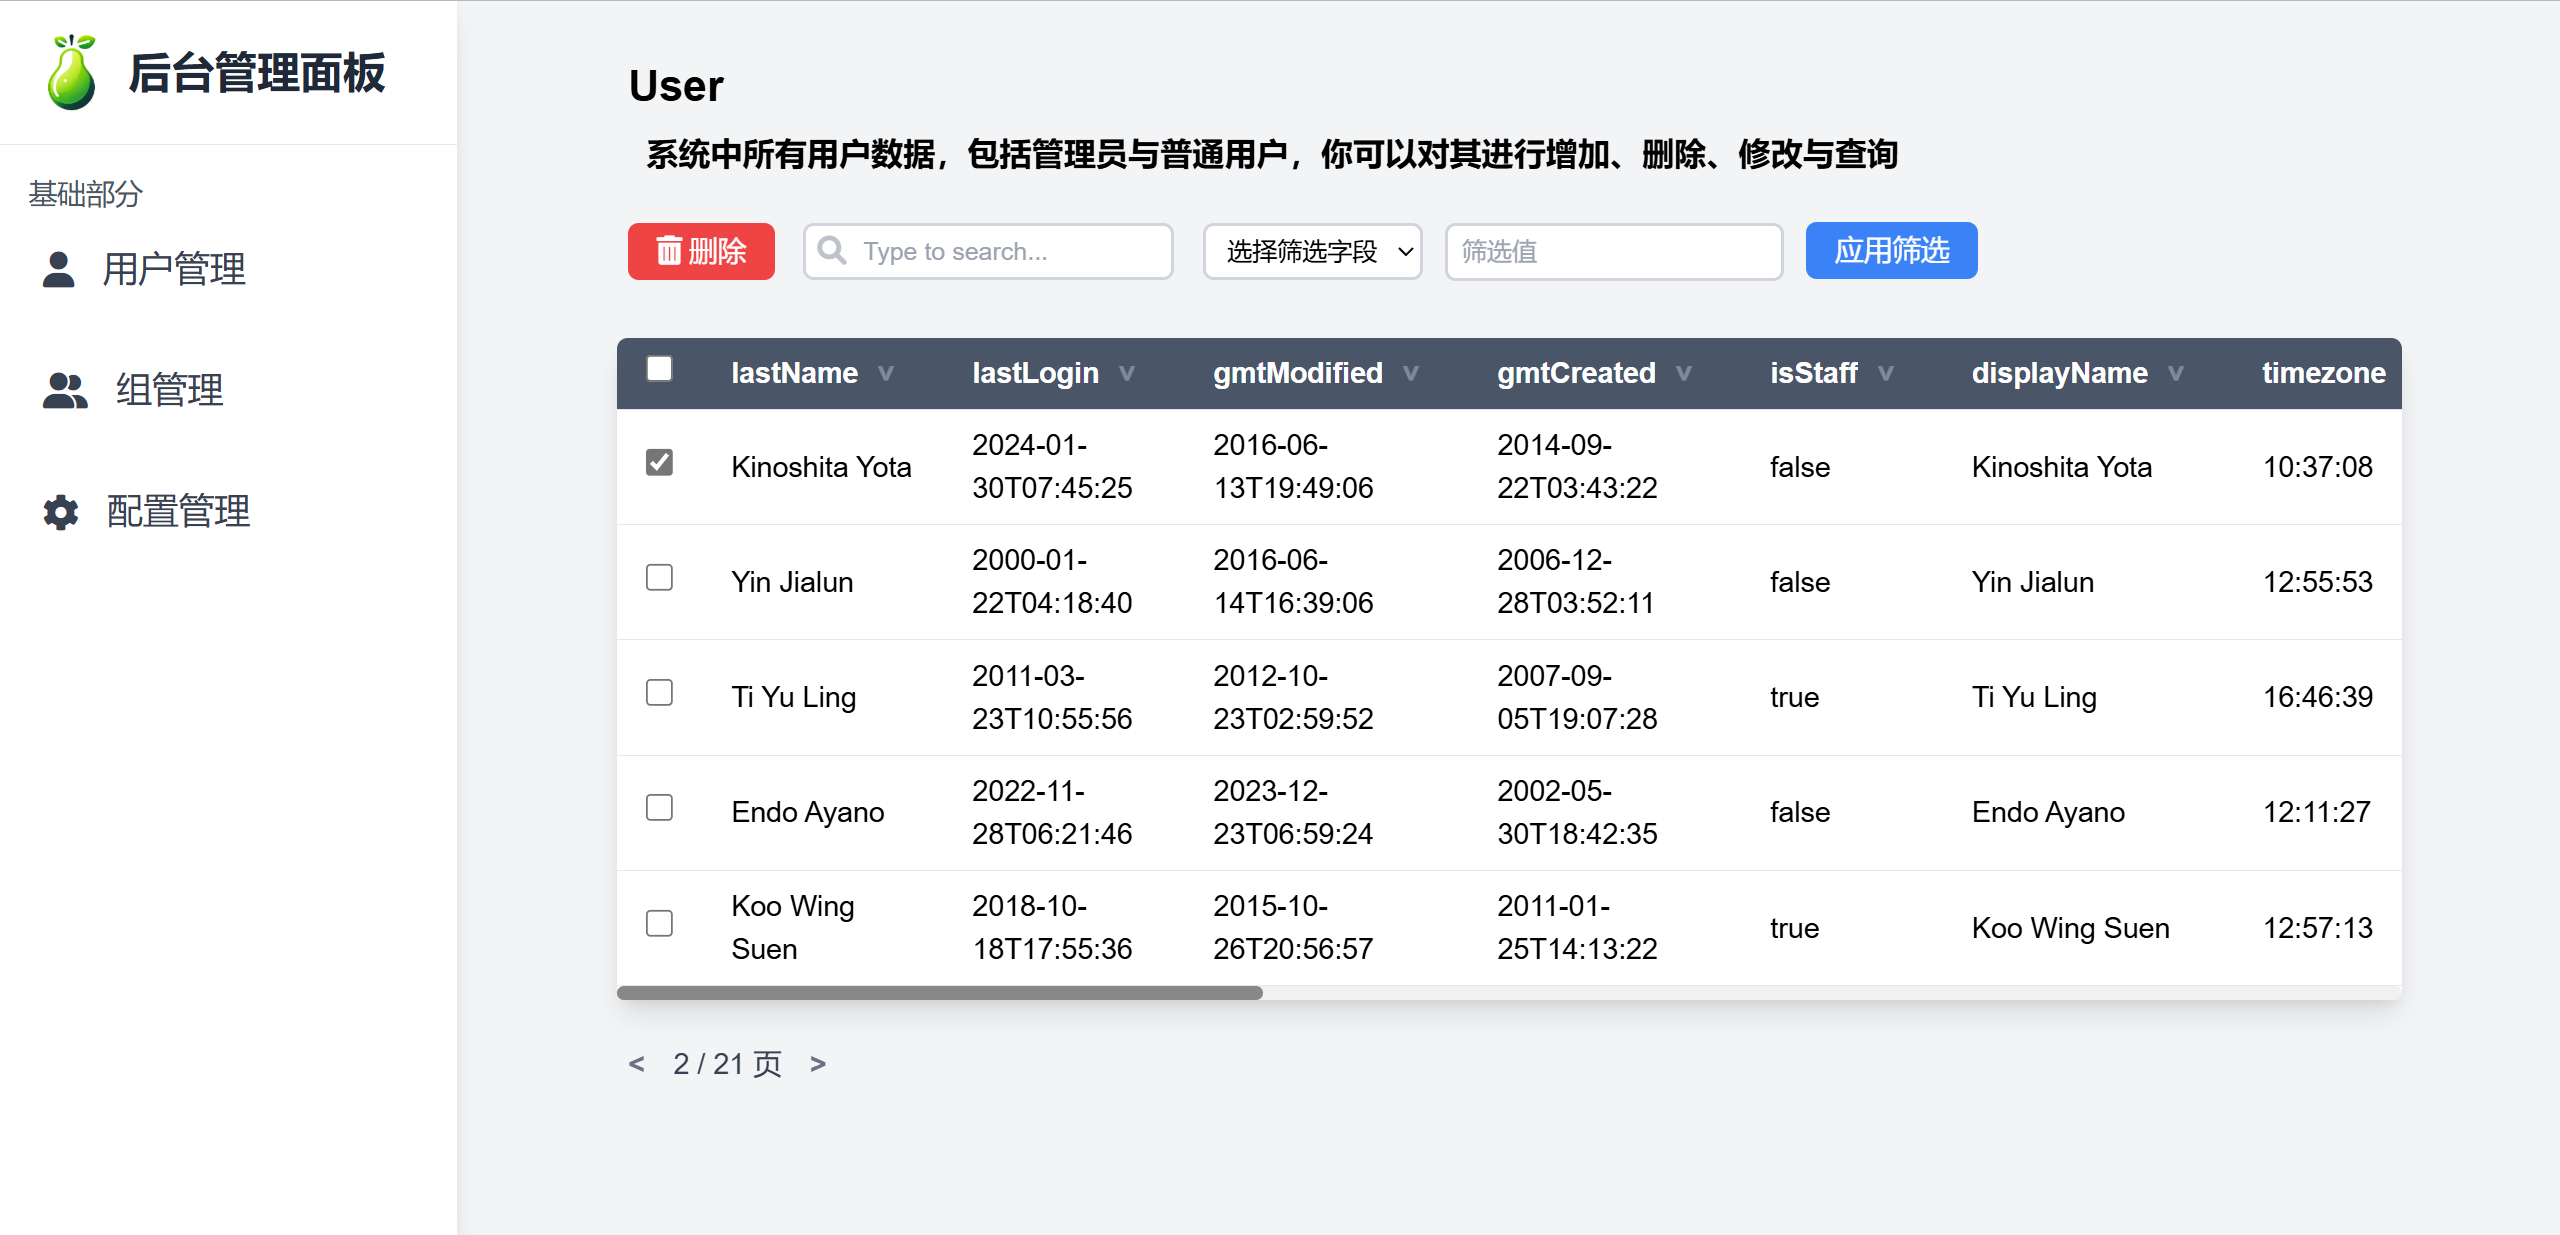 后台管理面板
基础部分
用户管理
组管理
配置管理
User
系统中所有用户数据，包括管理员与普通用户，你可以对其进行增加、删除、修改与查询
删除 Type to search... 选择筛选字段 筛选值 应用筛选
lastName lastLogin gmtModified gmtCreated isStaff displayName timezone
Kinoshita Yota 2024-01-30T07:45:25 2016-06-13T19:49:06 2014-09-22T03:43:22 false Kinoshita Yota 10:37:08
Yin Jialun 2000-01-22T04:18:40 2016-06-14T16:39:06 2006-12-28T03:52:11 false Yin Jialun 12:55:53
Ti Yu Ling 2011-03-23T10:55:56 2012-10-23T02:59:52 2007-09-05T19:07:28 true Ti Yu Ling 16:46:39
Endo Ayano 2022-11-28T06:21:46 2023-12-23T06:59:24 2002-05-30T18:42:35 false Endo Ayano 12:11:27
Koo Wing Suen 2018-10-18T17:55:36 2015-10-26T20:56:57 2011-01-25T14:13:22 true Koo Wing Suen 12:57:13
< 2 / 21 页 >